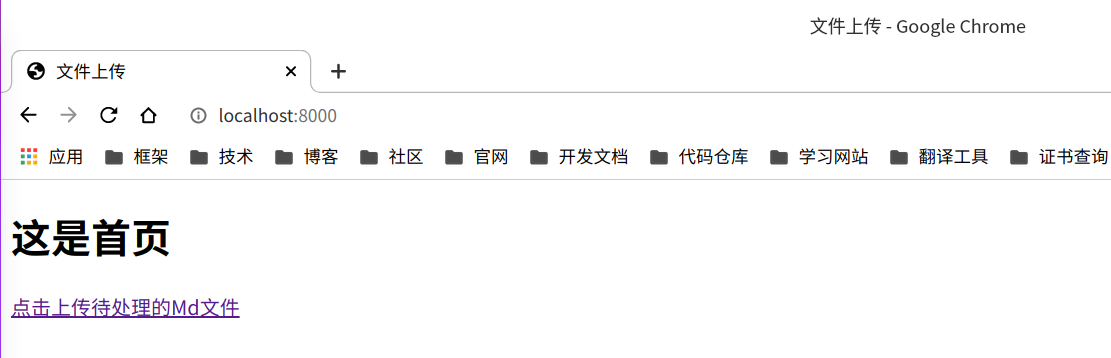 文件上传 - Google Chrome
文件上传
localhost:8000
应用 框架 技术 博客 社区 官网 开发文档 代码仓库 学习网站 翻译工具 证书查询
这是首页
点击上传待处理的Md文件